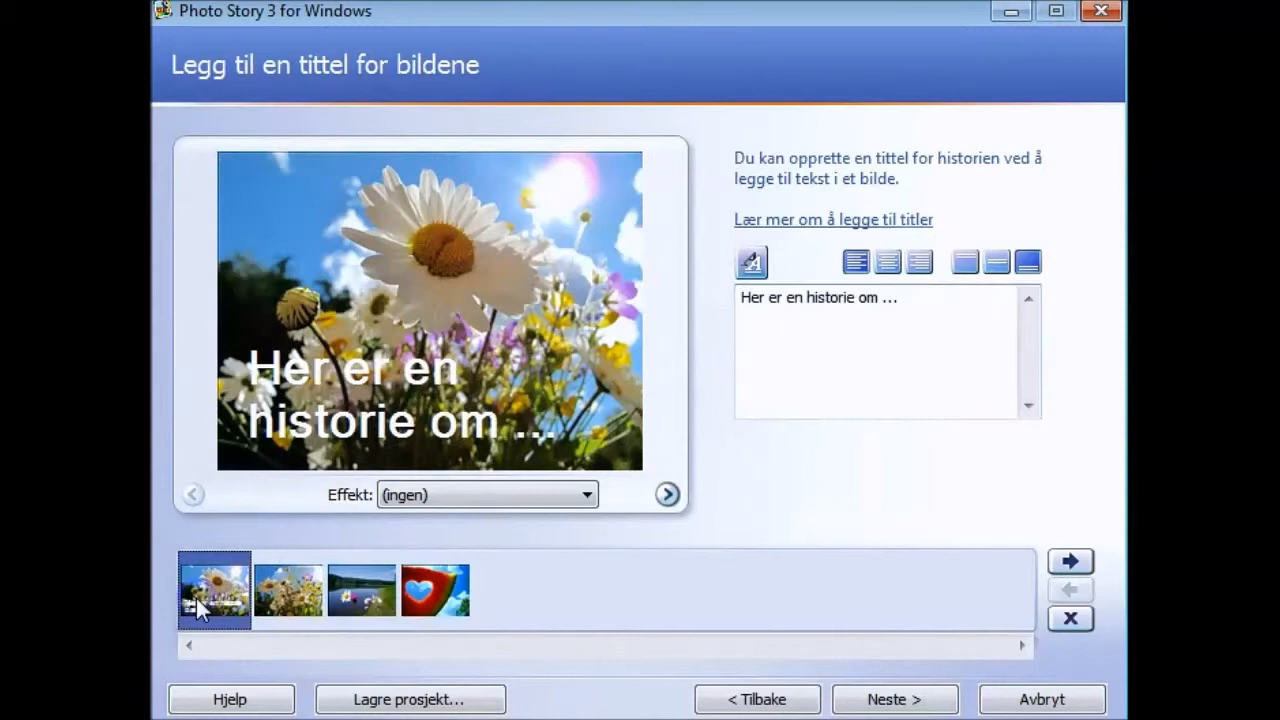 Photo Story 3 for Windows
Legg til en tittel for bildene
Du kan opprette en tittel for historien ved å
legge til tekst i et bilde.
Lær mer om å legge til titler
A
Her er en historie om ...
Her er en
historie om ...
Effekt: (ingen)
Hjelp
Lagre prosjekt...
< Tilbake
Neste >
Avbryt